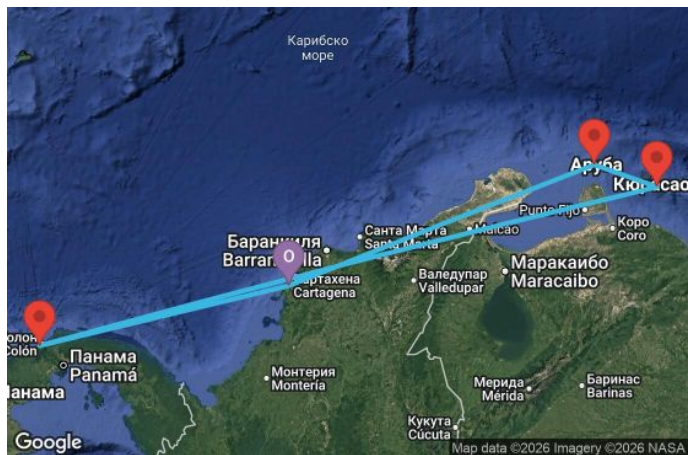 Карибско
море
Аруба
Кюрасао
Punto Fijo
Коро
Coro
Санта Марта
Santa Marta
Maicao
Баранкиля
Barranquilla
О
Картахена
Cartagena
Валедупар
Valledupar
Маракаибо
Maracaibo
Колон
Colón
Панама
Panamá
Панама
Монтерия
Montería
Мерида
Mérida
Баринас
Barinas
Кукута
Cúcuta
Google
Map data ©2026 Imagery ©2026 NASA